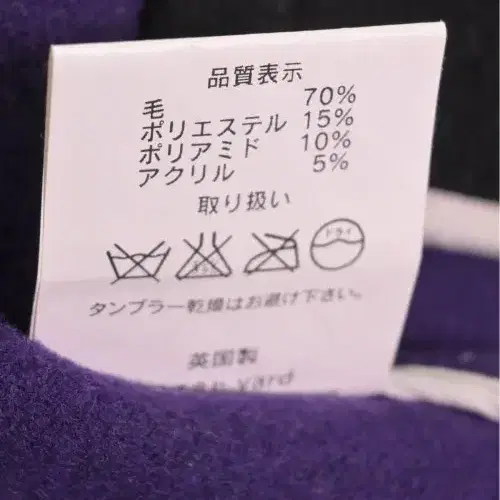 品質表示
毛 70%
ポリエステル 15%
ポリアミド 10%
アクリル 5%
取り扱い
ドライ
タンブラー乾燥はお避け下さい。
英国製
yard